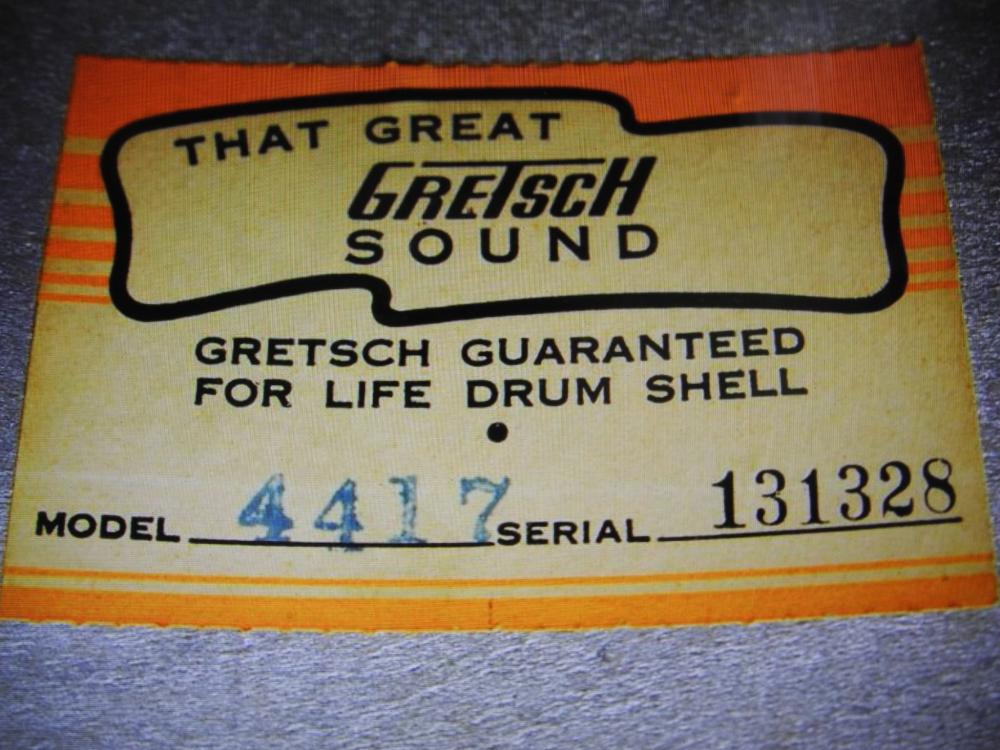 THAT GREAT
GRETSCH
SOUND
GRETSCH GUARANTEED
FOR LIFE DRUM SHELL
MODEL 4417 SERIAL 131328